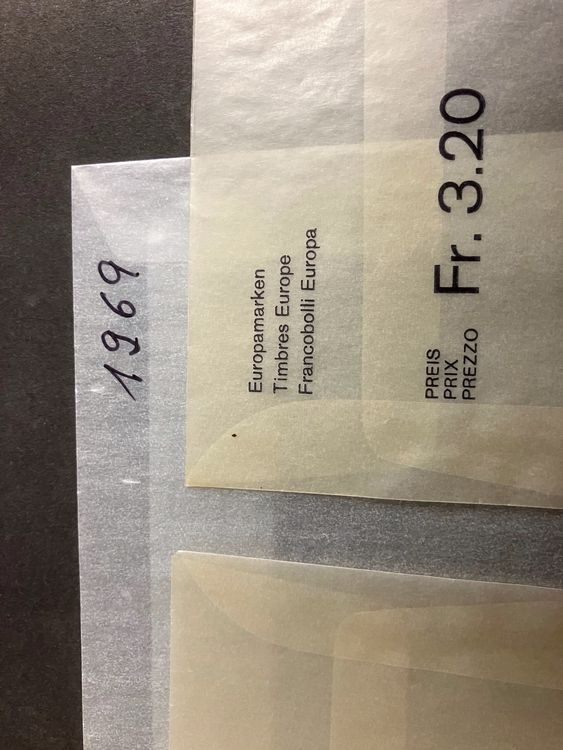 1969
Europamarken
Timbres Europe
Francobolli Europa
PREIS
PRIX
PREZZO Fr. 3.20